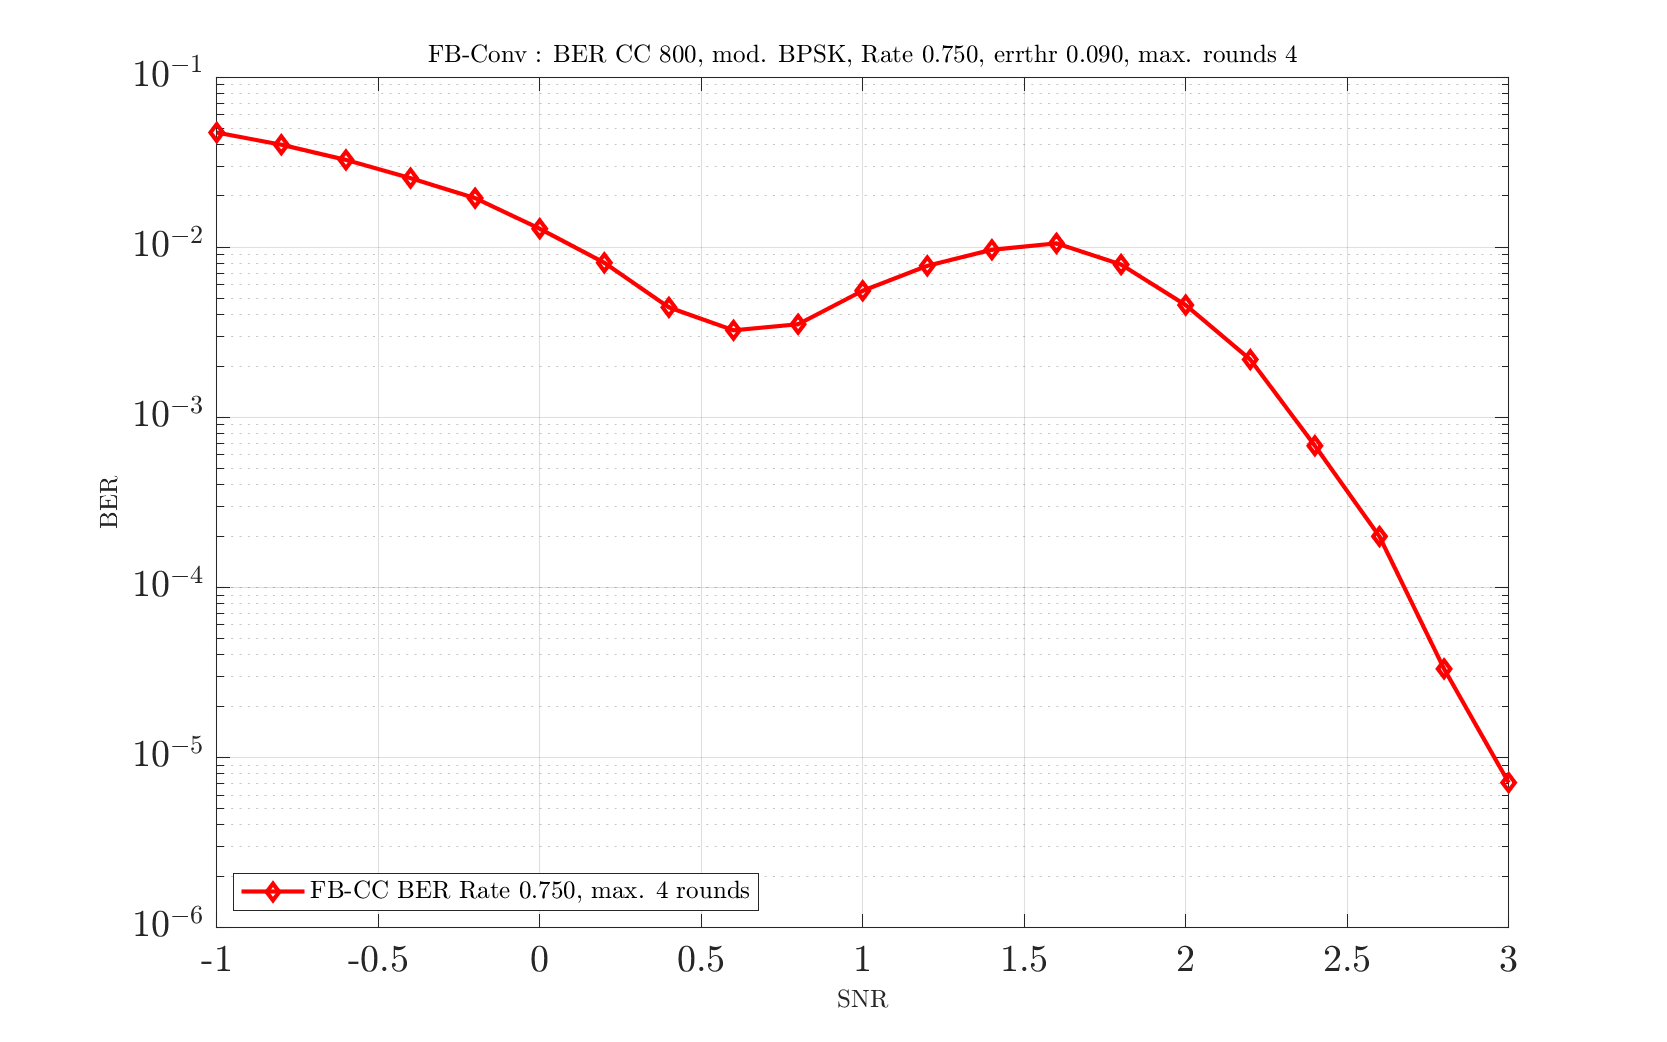 FB-Conv : BER CC 800, mod. BPSK, Rate 0.750, errthr 0.090, max. rounds 4
10^{-1}
10^{-2}
10^{-3}
10^{-4}
10^{-5}
10^{-6}
BER
FB-CC BER Rate 0.750, max. 4 rounds
-1 -0.5 0 0.5 1 1.5 2 2.5 3
SNR